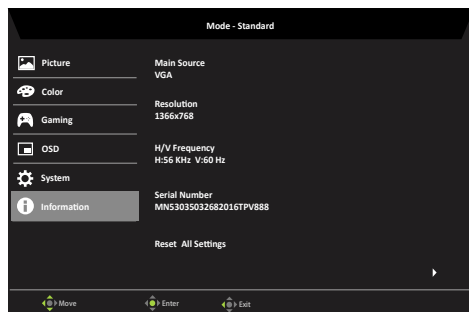 Mode - Standard
Picture
Color
Gaming
OSD
System
Information
Main Source
VGA
Resolution
1366x768
H/V Frequency
H:56 KHz V:60 Hz
Serial Number
MN53035032682016TPV888
Reset All Settings
Move
Enter
Exit